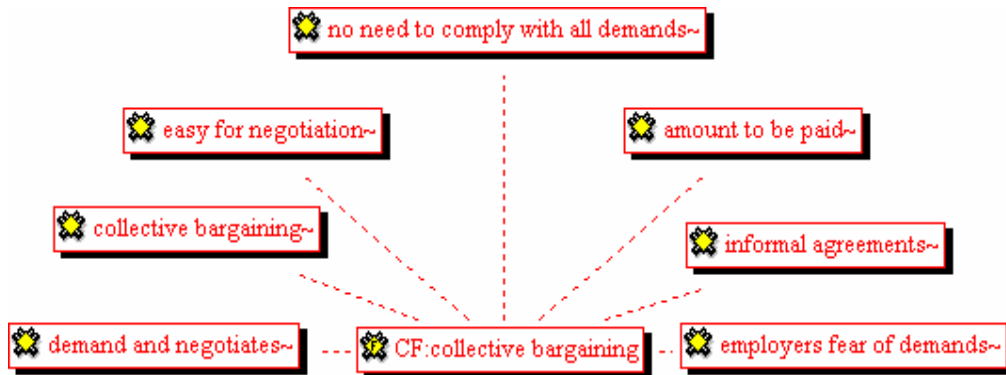 no need to comply with all demands~
easy for negotiation~
amount to be paid~
collective bargaining~
informal agreements~
demand and negotiates~
CF:collective bargaining
employers fear of demands~